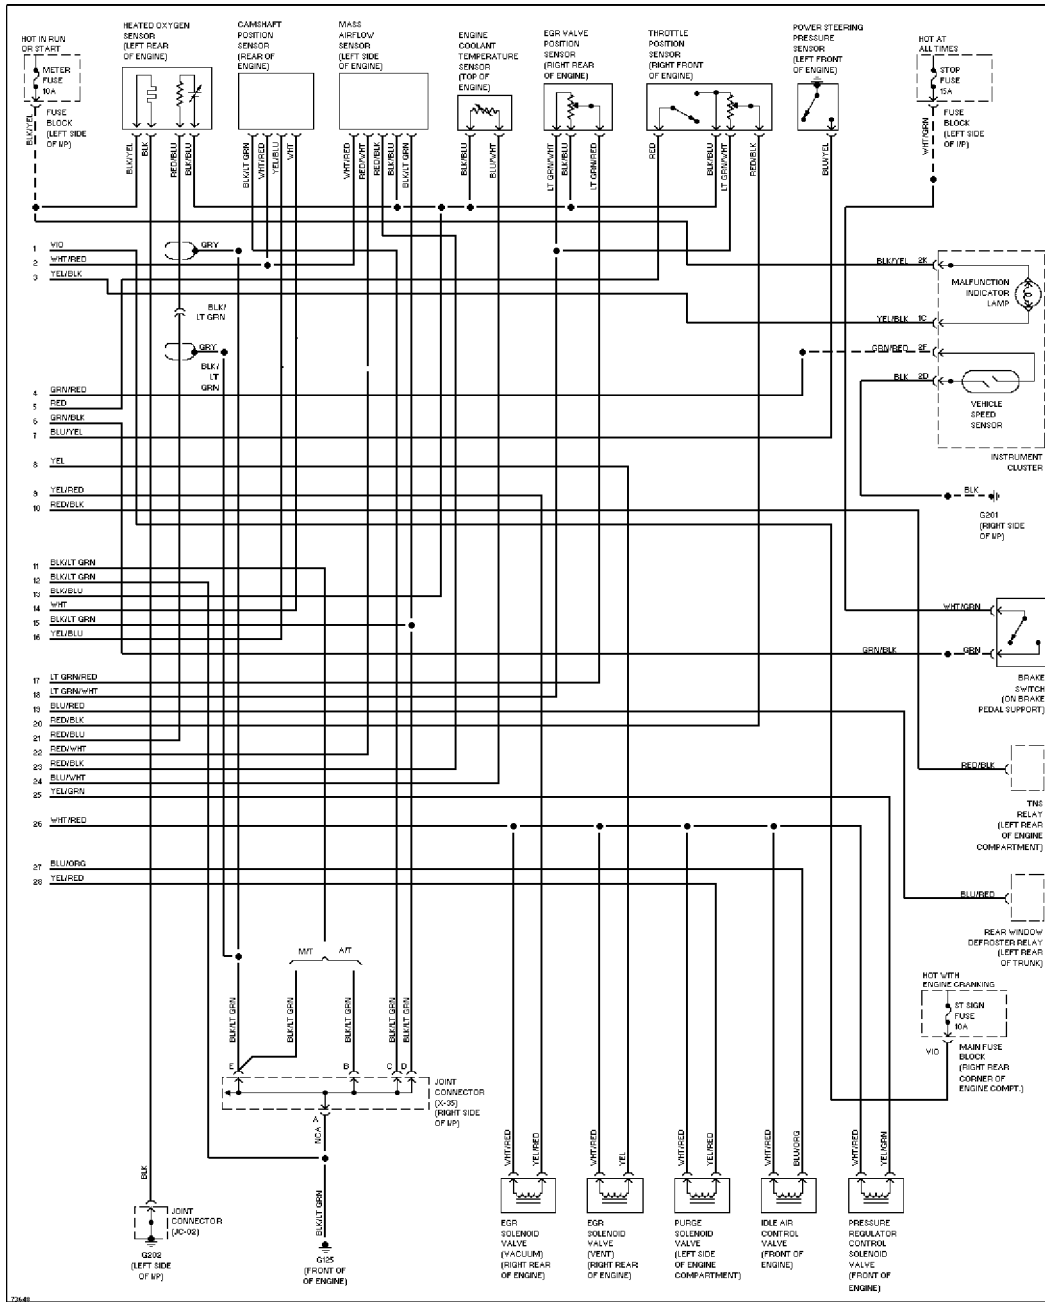 HOT IN RUN
OR START
METER
FUSE
10A
FUSE
BLOCK
(LEFT SIDE
OF I/P)
BLK/YEL
HEATED OXYGEN
SENSOR
(LEFT REAR
OF ENGINE)
BLK/YEL
BLK
RED/BLU
BLK/BLU
CAMSHAFT
POSITION
SENSOR
(REAR OF
ENGINE)
BLK/LT GRN
WHT/RED
YEL/BLU
WHT
MASS
AIRFLOW
SENSOR
(LEFT SIDE
OF ENGINE)
WHT/RED
RED/WHT
RED/BLK
BLK/BLU
BLK/LT GRN
ENGINE
COOLANT
TEMPERATURE
SENSOR
(TOP OF
ENGINE)
BLK/BLU
BLU/WHT
EGR VALVE
POSITION
SENSOR
(RIGHT REAR
OF ENGINE)
LT GRN/WHT
BLK/BLU
LT GRN/RED
THROTTLE
POSITION
SENSOR
(RIGHT FRONT
OF ENGINE)
RED
BLK/BLU
LT GRN/WHT
RED/BLK
POWER STEERING
PRESSURE
SENSOR
(LEFT FRONT
OF ENGINE)
BLU/YEL
HOT AT
ALL TIMES
STOP
FUSE
15A
FUSE
BLOCK
(LEFT SIDE
OF I/P)
WHT/GRN
1 VIO
2 WHT/RED
3 YEL/BLK
GRY
BLK/
LT GRN
GRY
BLK/
LT
GRN
BLK/YEL 2K
MALFUNCTION
INDICATOR
LAMP
YEL/BLK 1C
GRN/RED 2F
BLK 2D
VEHICLE
SPEED
SENSOR
INSTRUMENT
CLUSTER
4 GRN/RED
5 RED
6 GRN/BLK
7 BLU/YEL
8 YEL
9 YEL/RED
10 RED/BLK
BLK
G201
(RIGHT SIDE
OF I/P)
11 BLK/LT GRN
12 BLK/LT GRN
13 BLK/BLU
14 WHT
15 BLK/LT GRN
16 YEL/BLU
WHT/GRN
GRN/BLK
GRN
BRAKE
SWITCH
(ON BRAKE
PEDAL SUPPORT)
17 LT GRN/RED
18 LT GRN/WHT
19 BLU/RED
20 RED/BLK
21 RED/BLU
22 RED/WHT
23 RED/BLK
24 BLU/WHT
25 YEL/GRN
26 WHT/RED
27 BLU/ORG
28 YEL/RED
RED/BLK
TNS
RELAY
(LEFT REAR
OF ENGINE
COMPARTMENT)
BLU/RED
REAR WINDOW
DEFROSTER RELAY
(LEFT REAR
OF TRUNK)
HOT WITH
ENGINE CRANKING
ST SIGN
FUSE
10A
VIO
MAIN FUSE
BLOCK
(RIGHT REAR
CORNER OF
ENGINE COMPT.)
M/T A/T
BLK/LT GRN
BLK/LT GRN
BLK/LT GRN
BLK/LT GRN
BLK/LT GRN
E B C D
JOINT
CONNECTOR
(X-35)
(RIGHT SIDE
OF I/P)
A
NCA
BLK
JOINT
CONNECTOR
(JC-02)
G202
(LEFT SIDE
OF I/P)
BLK/LT GRN
G125
(FRONT OF
OF ENGINE)
WHT/RED
YEL/RED
EGR
SOLENOID
VALVE
(VACUUM)
(RIGHT REAR
OF ENGINE)
WHT/RED
YEL
EGR
SOLENOID
VALVE
(VENT)
(RIGHT REAR
OF ENGINE)
WHT/RED
YEL/RED
PURGE
SOLENOID
VALVE
(LEFT SIDE
OF ENGINE
COMPARTMENT)
WHT/RED
BLU/ORG
IDLE AIR
CONTROL
VALVE
(FRONT OF
ENGINE)
WHT/RED
YEL/GRN
PRESSURE
REGULATOR
CONTROL
SOLENOID
VALVE
(FRONT OF
ENGINE)
73648